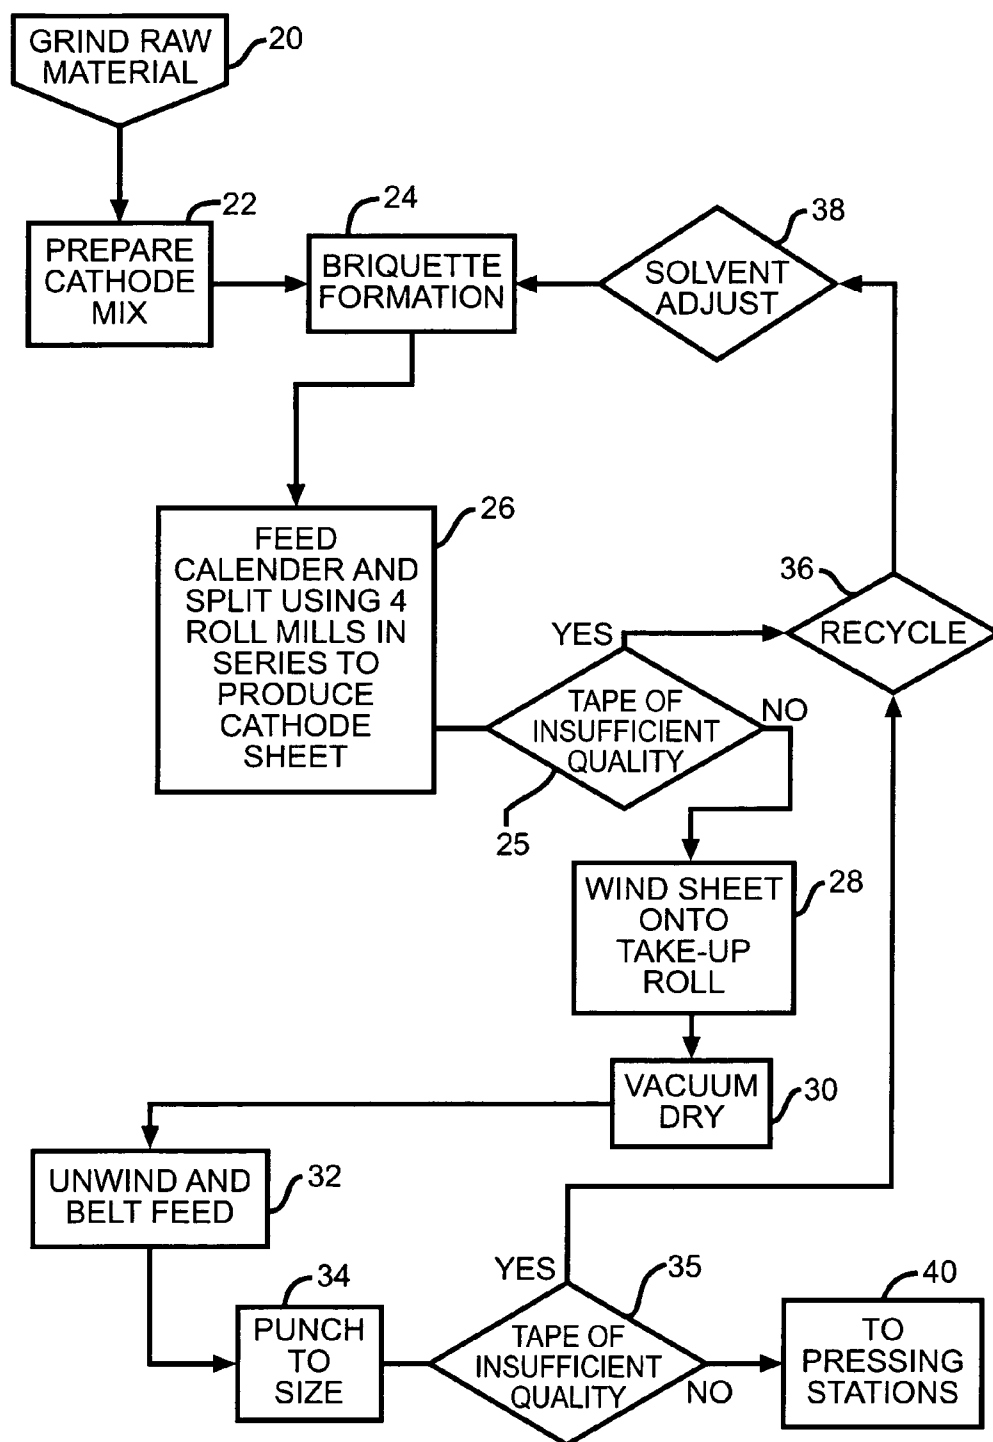 GRIND RAW
MATERIAL
20
22
PREPARE
CATHODE
MIX
24
BRIQUETTE
FORMATION
38
SOLVENT
ADJUST
26
FEED
CALENDER AND
SPLIT USING 4
ROLL MILLS IN
SERIES TO
PRODUCE
CATHODE
SHEET
36
RECYCLE
YES
TAPE OF
INSUFFICIENT
QUALITY
NO
25
28
WIND SHEET
ONTO
TAKE-UP
ROLL
VACUUM
DRY
30
UNWIND AND
BELT FEED
32
34
PUNCH
TO
SIZE
YES
35
TAPE OF
INSUFFICIENT
QUALITY
NO
40
TO
PRESSING
STATIONS